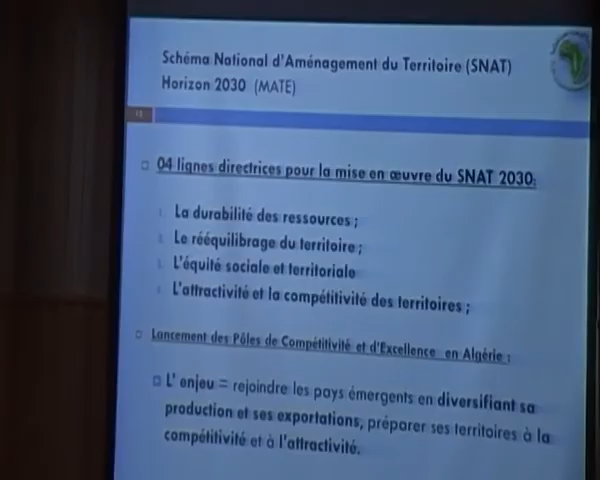 Schéma National d'Aménagement du Territoire (SNAT)
Horizon 2030 (MATE)
04 lignes directrices pour la mise en œuvre du SNAT 2030:
La durabilité des ressources ;
Le rééquilibrage du territoire ;
L'équité sociale et territoriale
L'attractivité et la compétitivité des territoires ;
Lancement des Pôles de Compétitivité et d'Excellence en Algérie :
L' enjeu = rejoindre les pays émergents en diversifiant sa
production et ses exportations, préparer ses territoires à la
compétitivité et à l'attractivité.